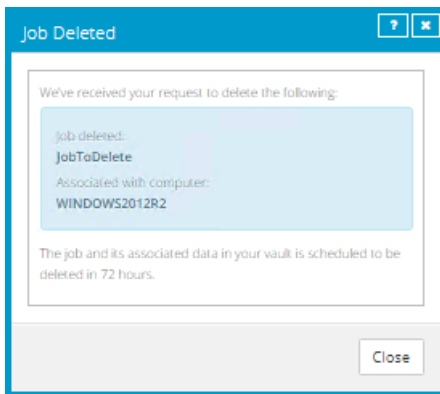 Job Deleted
? ×
We've received your request to delete the following:
Job deleted:
JobToDelete
Associated with computer:
WINDOWS2012R2
The job and its associated data in your vault is scheduled to be
deleted in 72 hours.
Close